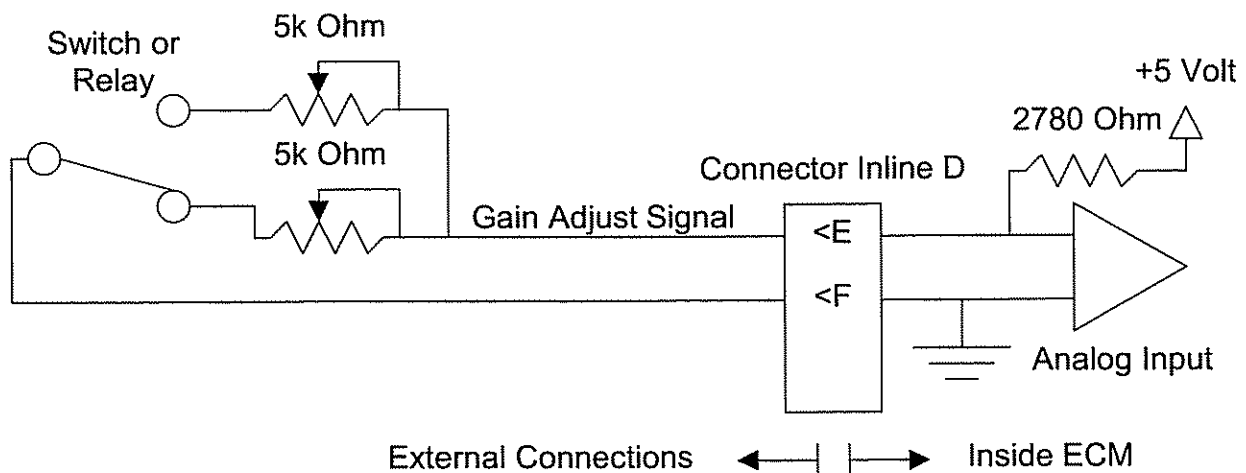 5k Ohm
Switch or
Relay
+5 Volt
2780 Ohm
5k Ohm
Connector Inline D
Gain Adjust Signal
<E
<F
Analog Input
External Connections
Inside ECM